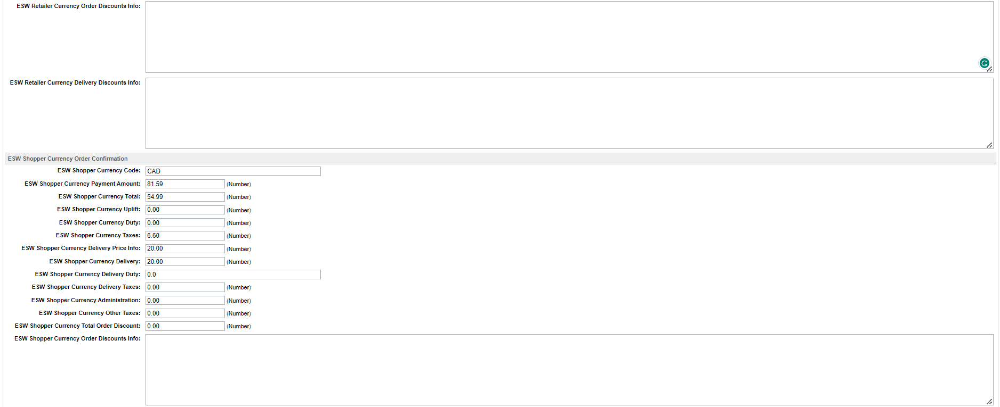 ESW Retailer Currency Order Discounts Info:
ESW Retailer Currency Delivery Discounts Info:
ESW Shopper Currency Order Confirmation
ESW Shopper Currency Code: CAD
ESW Shopper Currency Payment Amount: 81.59 (Number)
ESW Shopper Currency Total: 54.99 (Number)
ESW Shopper Currency Uplift: 0.00 (Number)
ESW Shopper Currency Duty: 0.00 (Number)
ESW Shopper Currency Taxes: 6.60 (Number)
ESW Shopper Currency Delivery Price Info: 20.00 (Number)
ESW Shopper Currency Delivery: 20.00 (Number)
ESW Shopper Currency Delivery Duty: 0.0
ESW Shopper Currency Delivery Taxes: 0.00 (Number)
ESW Shopper Currency Administration: 0.00 (Number)
ESW Shopper Currency Other Taxes: 0.00 (Number)
ESW Shopper Currency Total Order Discount: 0.00 (Number)
ESW Shopper Currency Order Discounts Info: